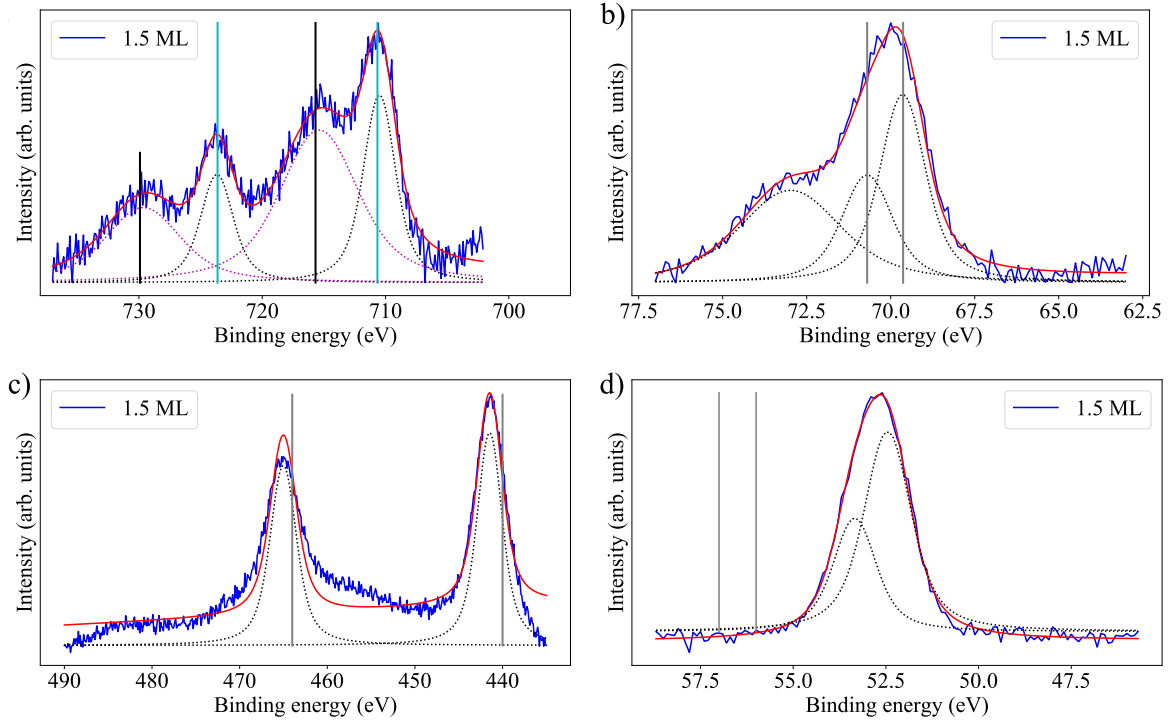 1.5 ML
Intensity (arb. units)
730
720
710
700
Binding energy (eV)
b)
1.5 ML
Intensity (arb. units)
77.5
75.0
72.5
70.0
67.5
65.0
62.5
Binding energy (eV)
c)
1.5 ML
Intensity (arb. units)
490
480
470
460
450
440
Binding energy (eV)
d)
1.5 ML
Intensity (arb. units)
57.5
55.0
52.5
50.0
47.5
Binding energy (eV)